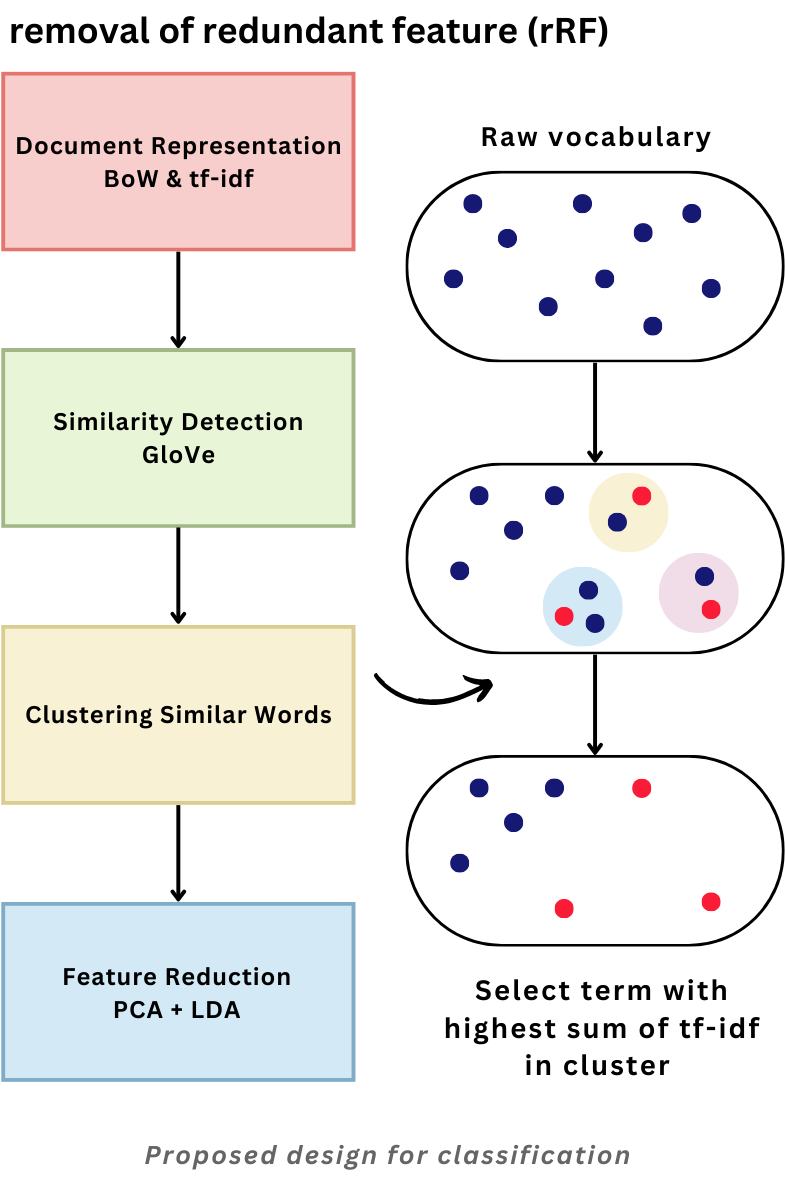 removal of redundant feature (rRF)
Document Representation
BoW & tf-idf
Similarity Detection
GloVe
Clustering Similar Words
Feature Reduction
PCA + LDA
Raw vocabulary
Select term with
highest sum of tf-idf
in cluster
Proposed design for classification